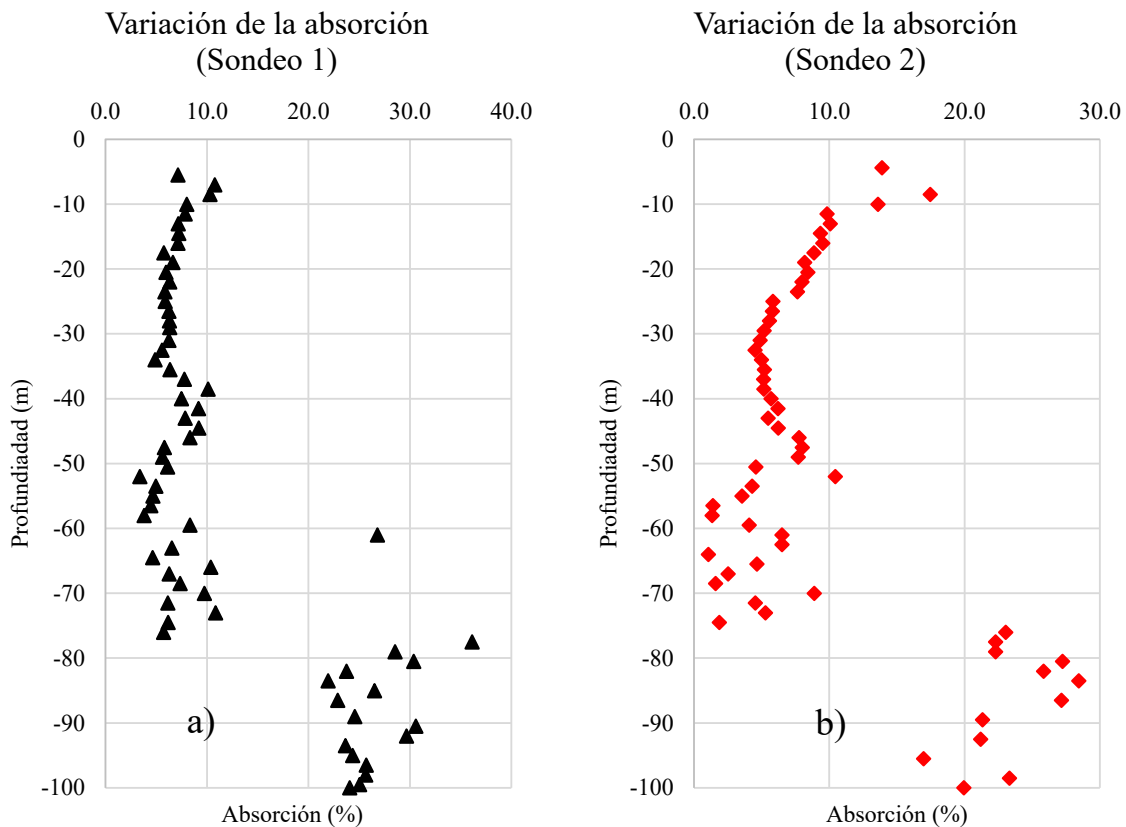 Variación de la absorción
(Sondeo 1)
0.0 10.0 20.0 30.0 40.0
0
-10
-20
-30
-40
-50
-60
-70
-80
-90
-100
Profundiadad (m)
a)
Absorción (%)
Variación de la absorción
(Sondeo 2)
0.0 10.0 20.0 30.0
0
-10
-20
-30
-40
-50
-60
-70
-80
-90
-100
Profundiadad (m)
b)
Absorción (%)